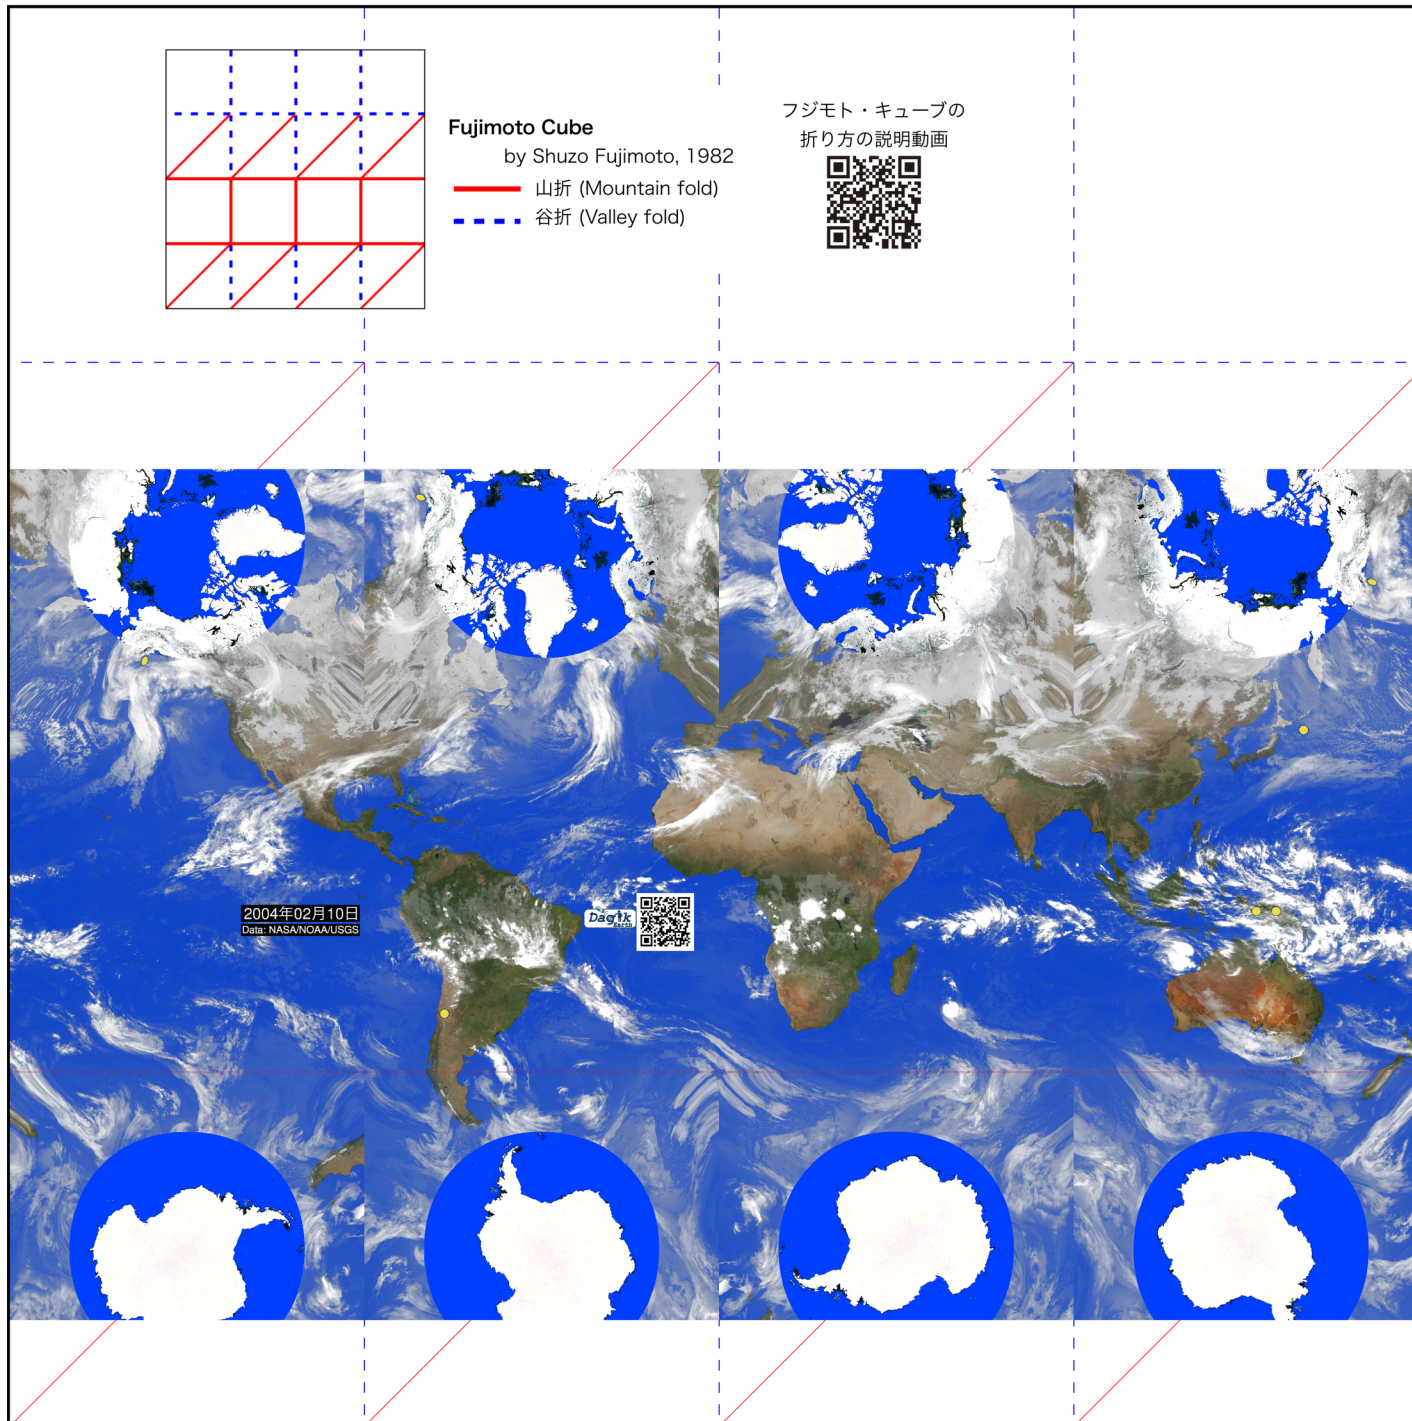 Fujimoto Cube
by Shuzo Fujimoto, 1982
山折 (Mountain fold)
谷折 (Valley fold)
フジモト・キューブの
折り方の説明動画
2004年02月10日
Data: NASA/NOAA/USGS
Dagik
Earth